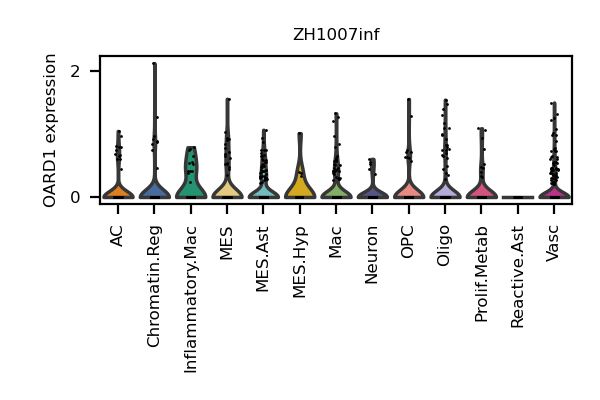 ZH1007inf
OARD1 expression
2
0
AC
Chromatin.Reg
Inflammatory.Mac
MES
MES.Ast
MES.Hyp
Mac
Neuron
OPC
Oligo
Prolif.Metab
Reactive.Ast
Vasc